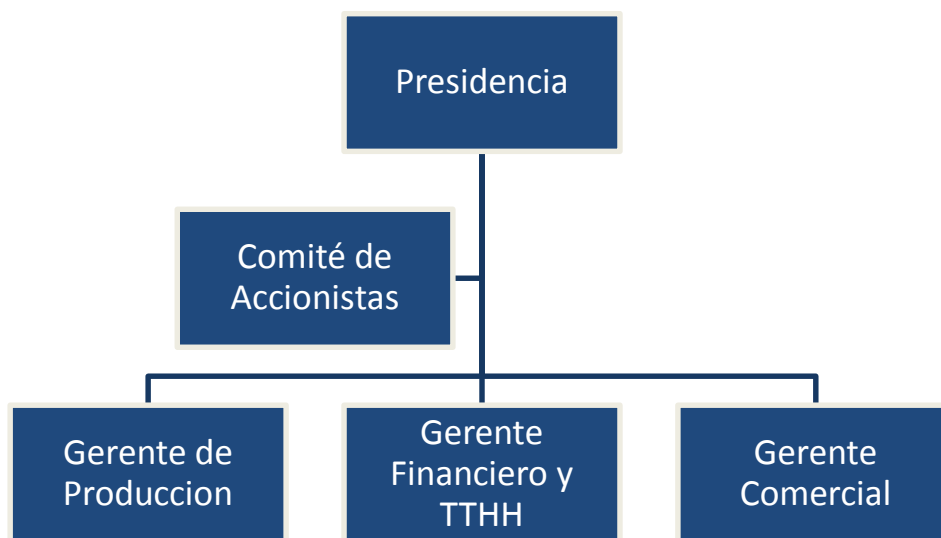 Presidencia
Comité de
Accionistas
Gerente de
Produccion
Gerente
Financiero y
TTHH
Gerente
Comercial